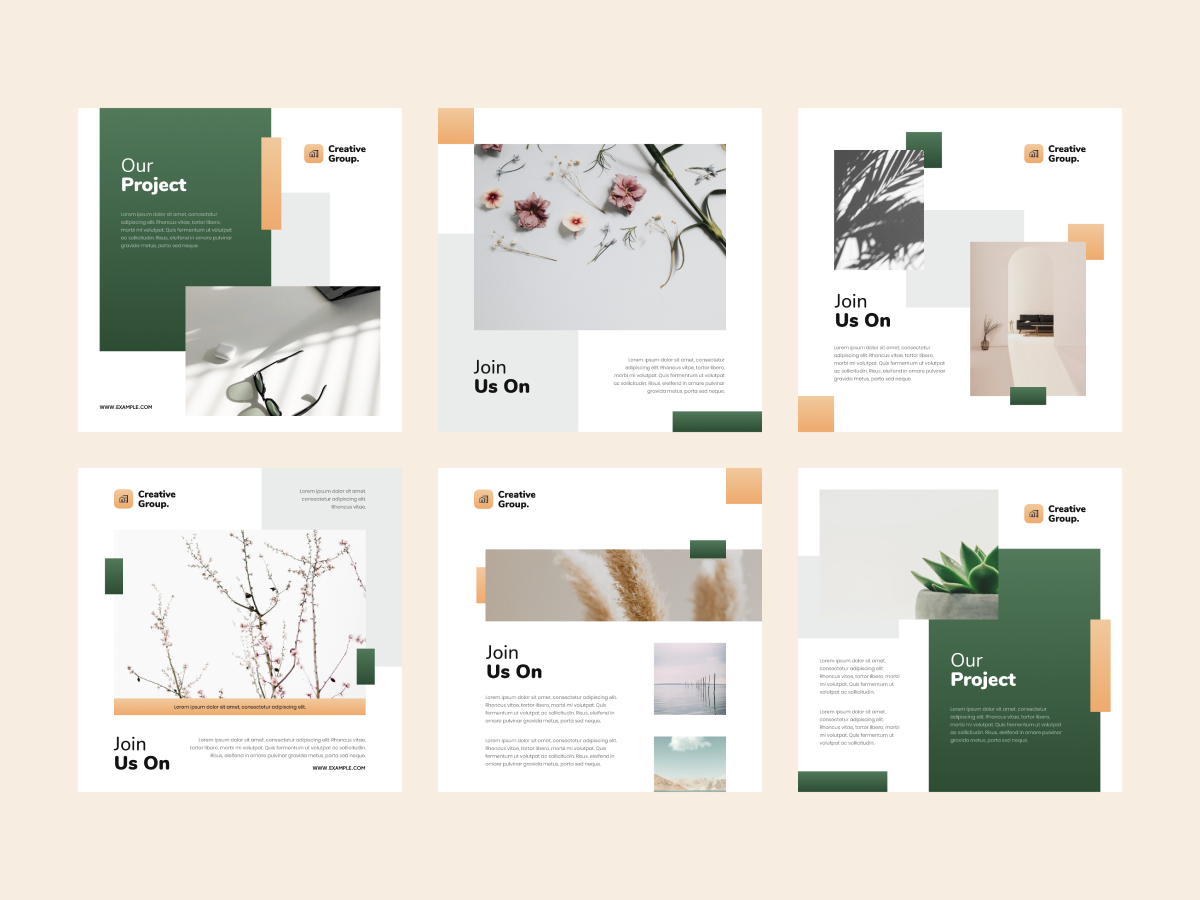 Our
Project
Lorem ipsum dolor sit amet, consectetur
adipiscing elit. Rhoncus vitae, tortor libero,
morbi mi volutpat. Quis fermentum ut volutpat
ac sollicitudin. Risus, eleifend in ornare pulvinar
gravida metus, porta sed neque.
Creative
Group.
WWW.EXAMPLE.COM
Join
Us On
Lorem ipsum dolor sit amet, consectetur
adipiscing elit. Rhoncus vitae, tortor libero,
morbi mi volutpat. Quis fermentum ut volutpat
ac sollicitudin. Risus, eleifend in ornare pulvinar
gravida metus, porta sed neque.
Creative
Group.
Join
Us On
Lorem ipsum dolor sit amet, consectetur
adipiscing elit. Rhoncus vitae, tortor libero,
morbi mi volutpat. Quis fermentum ut volutpat
ac sollicitudin. Risus, eleifend in ornare pulvinar
gravida metus, porta sed neque.
Creative
Group.
Lorem ipsum dolor sit amet,
consectetur adipiscing elit.
Rhoncus vitae,
Lorem ipsum dolor sit amet, consectetur adipiscing elit.
Join
Us On
Lorem ipsum dolor sit amet, consectetur adipiscing elit. Rhoncus vitae,
tortor libero, morbi mi volutpat. Quis fermentum ut volutpat ac sollicitudin.
Risus, eleifend in ornare pulvinar gravida metus, porta sed neque.
WWW.EXAMPLE.COM
Creative
Group.
Join
Us On
Lorem ipsum dolor sit amet, consectetur adipiscing elit.
Rhoncus vitae, tortor libero, morbi mi volutpat. Quis
fermentum ut volutpat ac sollicitudin. Risus, eleifend in
ornare pulvinar gravida metus, porta sed neque.
Lorem ipsum dolor sit amet, consectetur adipiscing elit.
Rhoncus vitae, tortor libero, morbi mi volutpat. Quis
fermentum ut volutpat ac sollicitudin. Risus, eleifend in
ornare pulvinar gravida metus, porta sed neque.
Creative
Group.
Lorem ipsum dolor sit amet,
consectetur adipiscing elit. Rhoncus
vitae, tortor libero, morbi
mi volutpat. Quis fermentum ut
volutpat ac sollicitudin.
Lorem ipsum dolor sit amet,
consectetur adipiscing elit. Rhoncus
vitae, tortor libero, morbi
mi volutpat. Quis fermentum ut
volutpat ac sollicitudin.
Our
Project
Lorem ipsum dolor sit amet, consectetur
adipiscing elit. Rhoncus vitae, tortor libero,
morbi mi volutpat. Quis fermentum ut volutpat
ac sollicitudin. Risus, eleifend in ornare pulvinar
gravida metus, porta sed neque.